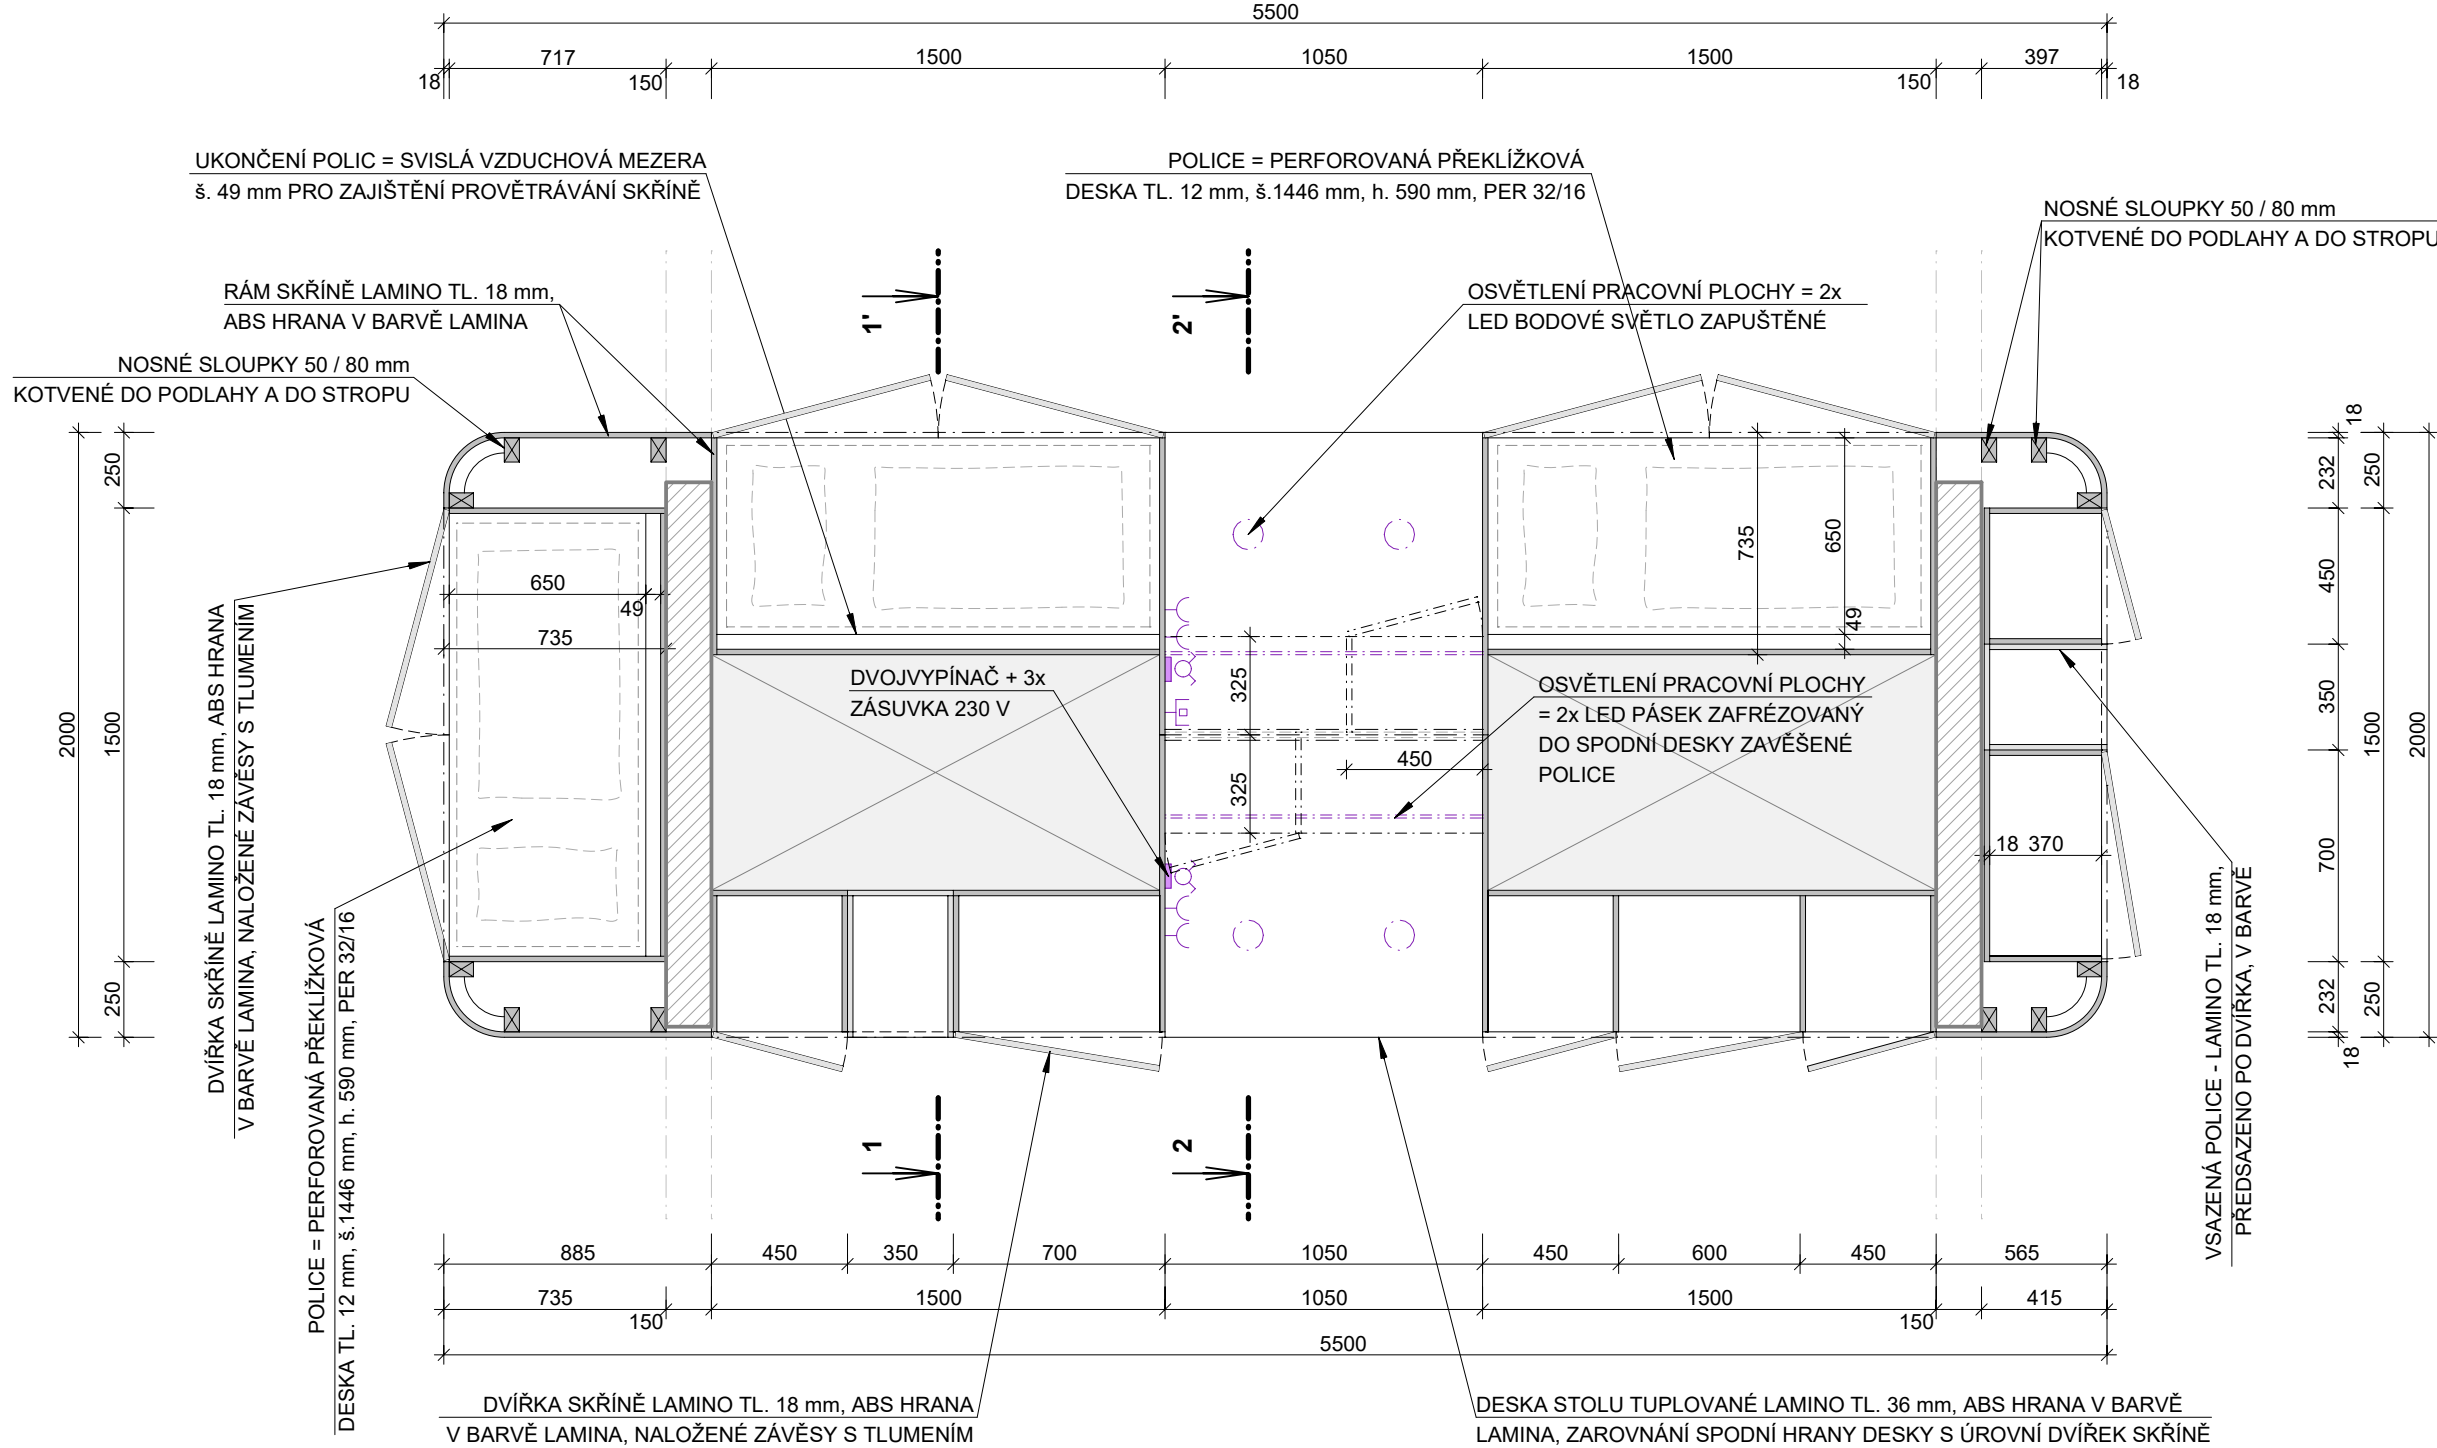 5500
717
1500
1050
1500
397
18
150
150
18
UKONČENÍ POLIC = SVISLÁ VZDUCHOVÁ MEZERA
š. 49 mm PRO ZAJIŠTĚNÍ PROVĚTRÁVÁNÍ SKŘÍNĚ
POLICE = PERFOROVANÁ PŘEKLÍŽKOVÁ
DESKA TL. 12 mm, š.1446 mm, h. 590 mm, PER 32/16
NOSNÉ SLOUPKY 50 / 80 mm
KOTVENÉ DO PODLAHY A DO STROPU
RÁM SKŘÍNĚ LAMINO TL. 18 mm,
ABS HRANA V BARVĚ LAMINA
1'
2'
OSVĚTLENÍ PRACOVNÍ PLOCHY = 2x
LED BODOVÉ SVĚTLO ZAPUŠTĚNÉ
NOSNÉ SLOUPKY 50 / 80 mm
KOTVENÉ DO PODLAHY A DO STROPU
250
1500
250
2000
650
49
735
735
650
49
325
325
450
DVOJVYPÍNAČ + 3x
ZÁSUVKA 230 V
OSVĚTLENÍ PRACOVNÍ PLOCHY
= 2x LED PÁSEK ZAFRÉZOVANÝ
DO SPODNÍ DESKY ZAVĚŠENÉ
POLICE
18 370
18
232
450
350
700
232
18
250
1500
250
2000
DVÍŘKA SKŘÍNĚ LAMINO TL. 18 mm, ABS HRANA
V BARVĚ LAMINA, NALOŽENÉ ZÁVĚSY S TLUMENÍM
POLICE = PERFOROVANÁ PŘEKLÍŽKOVÁ
DESKA TL. 12 mm, š.1446 mm, h. 590 mm, PER 32/16
VSAZENÁ POLICE - LAMINO TL. 18 mm,
PŘEDSAZENO PO DVÍŘKA, V BARVĚ
1
2
885
450
350
700
1050
450
600
450
565
735
150
1500
1050
1500
150
415
5500
DVÍŘKA SKŘÍNĚ LAMINO TL. 18 mm, ABS HRANA
V BARVĚ LAMINA, NALOŽENÉ ZÁVĚSY S TLUMENÍM
DESKA STOLU TUPLOVANÉ LAMINO TL. 36 mm, ABS HRANA V BARVĚ
LAMINA, ZAROVNÁNÍ SPODNÍ HRANY DESKY S ÚROVNÍ DVÍŘEK SKŘÍNĚ